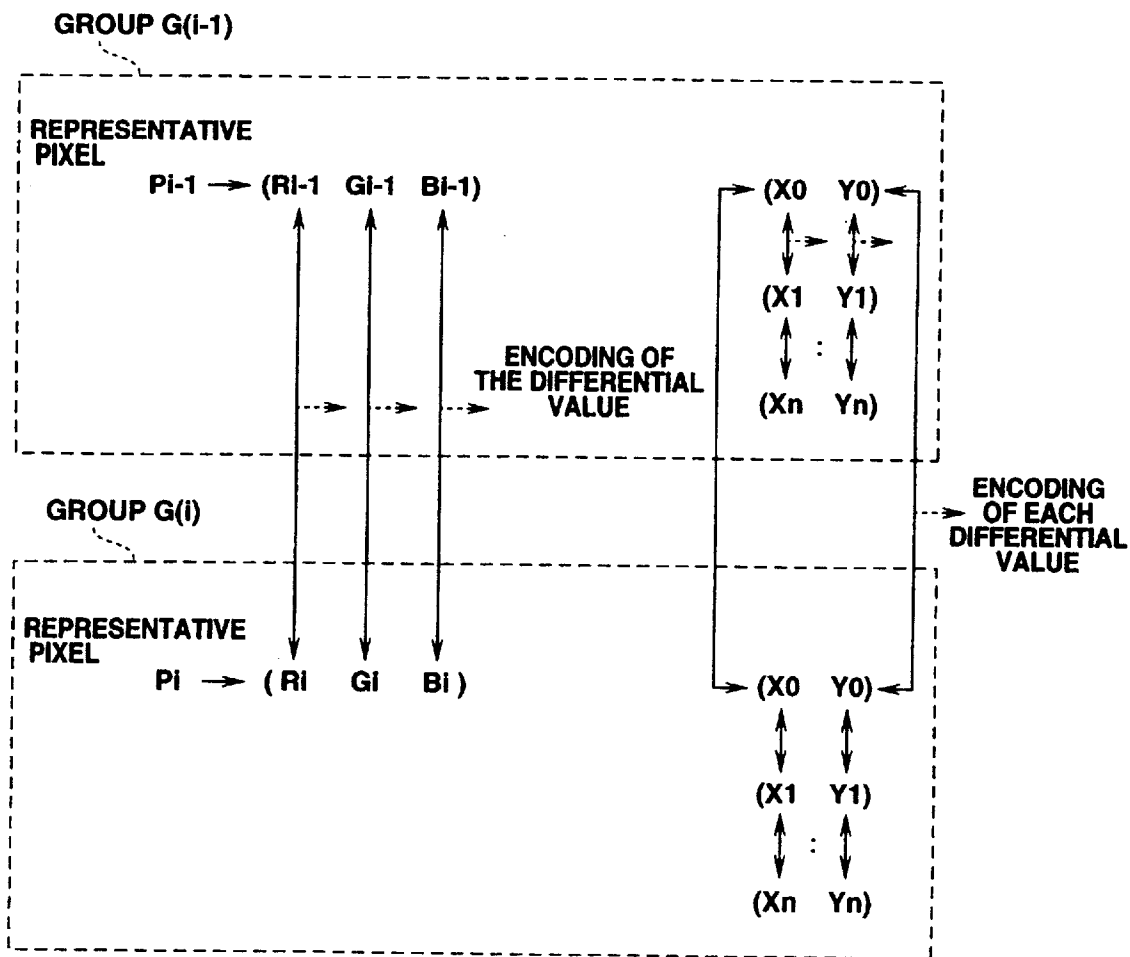 GROUP G(i-1)
REPRESENTATIVE
PIXEL
Pi-1 (Ri-1 Gi-1 Bi-1)
(X0 Y0)
(X1 Y1)
:
(Xn Yn)
ENCODING OF
THE DIFFERENTIAL
VALUE
ENCODING
OF EACH
DIFFERENTIAL
VALUE
GROUP G(i)
REPRESENTATIVE
PIXEL
Pi ( Ri Gi Bi )
(X0 Y0)
(X1 Y1)
:
(Xn Yn)